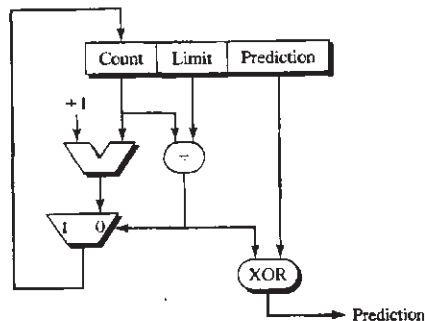 Count Limit Prediction
+1
=
1 0
XOR
Prediction